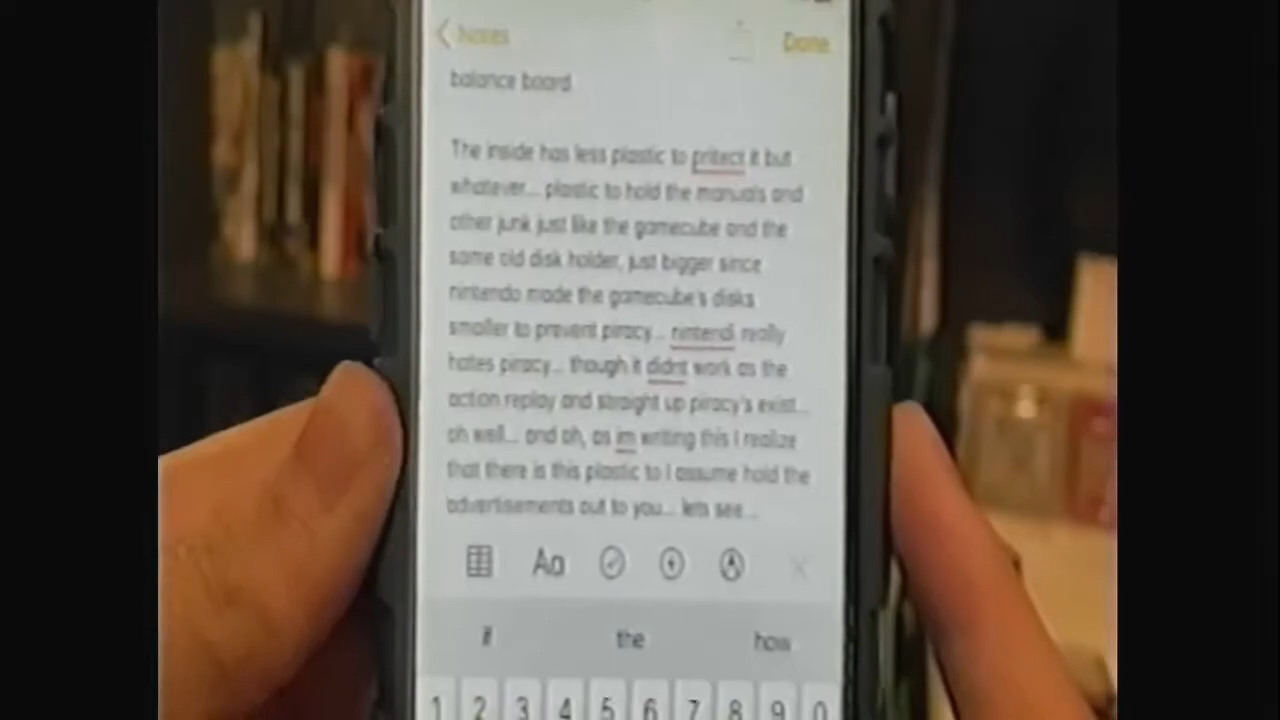 Notes
Done
balance board
The inside has less plastic to pritect it but
whatever... plastic to hold the manuals and
other junk just like the gamecube and the
same old disk holder, just bigger since
nintendo made the gamecube's disks
smaller to prevent piracy... nintendi really
hates piracy... though it didnt work as the
action replay and straight up piracy's exist...
oh well... and oh, as im writing this I realize
that there is this plastic to I assume hold the
advertisements out to you... lets see...
Aa
if the how
1 2 3 4 5 6 7 8 9 0